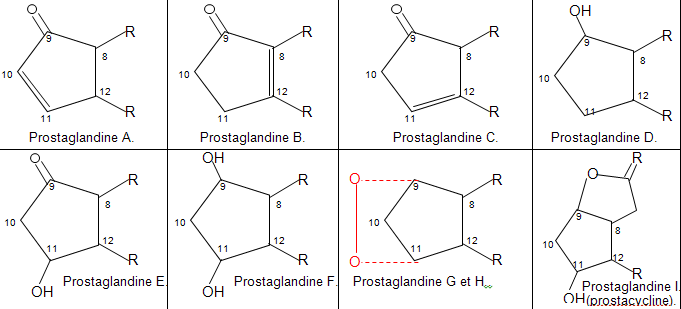 O
R
9
8
10
12
11
R
Prostaglandine A.
O
R
9
8
10
12
11
R
Prostaglandine B.
O
R
9
8
10
12
11
R
Prostaglandine C.
OH
R
9
8
10
12
11
R
Prostaglandine D.
O
R
9
8
10
11
12
R
OH
Prostaglandine E.
OH
R
9
8
10
11
12
R
OH
Prostaglandine F.
O
R
9
8
10
11
12
O
R
Prostaglandine G et H
R
O
9
8
10
11
12
R
OH
Prostaglandine I.
(prostacycline).